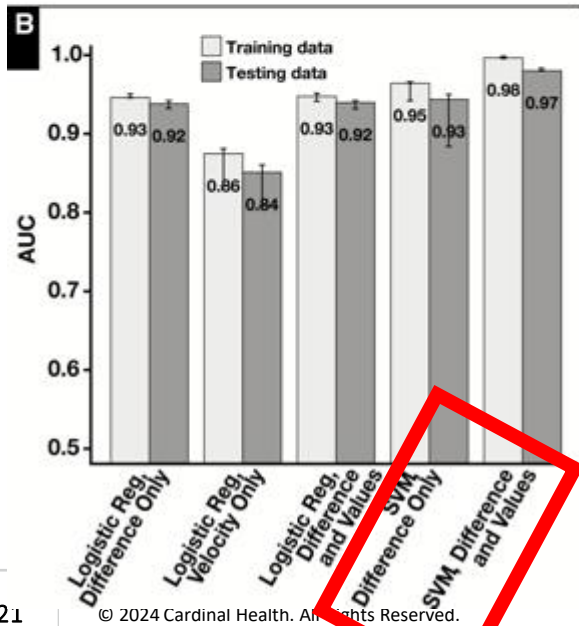 B
Training data
Testing data
1.0
0.9
0.8
0.7
0.6
0.5
AUC
0.93
0.92
0.86
0.84
0.93
0.92
0.95
0.93
0.98
0.97
Logistic Reg,
Difference Only
Logistic Reg,
Velocity Only
Logistic Reg,
Difference
and Values
SVM,
Difference Only
SVM, Difference
and Values
21
© 2024 Cardinal Health. All Rights Reserved.